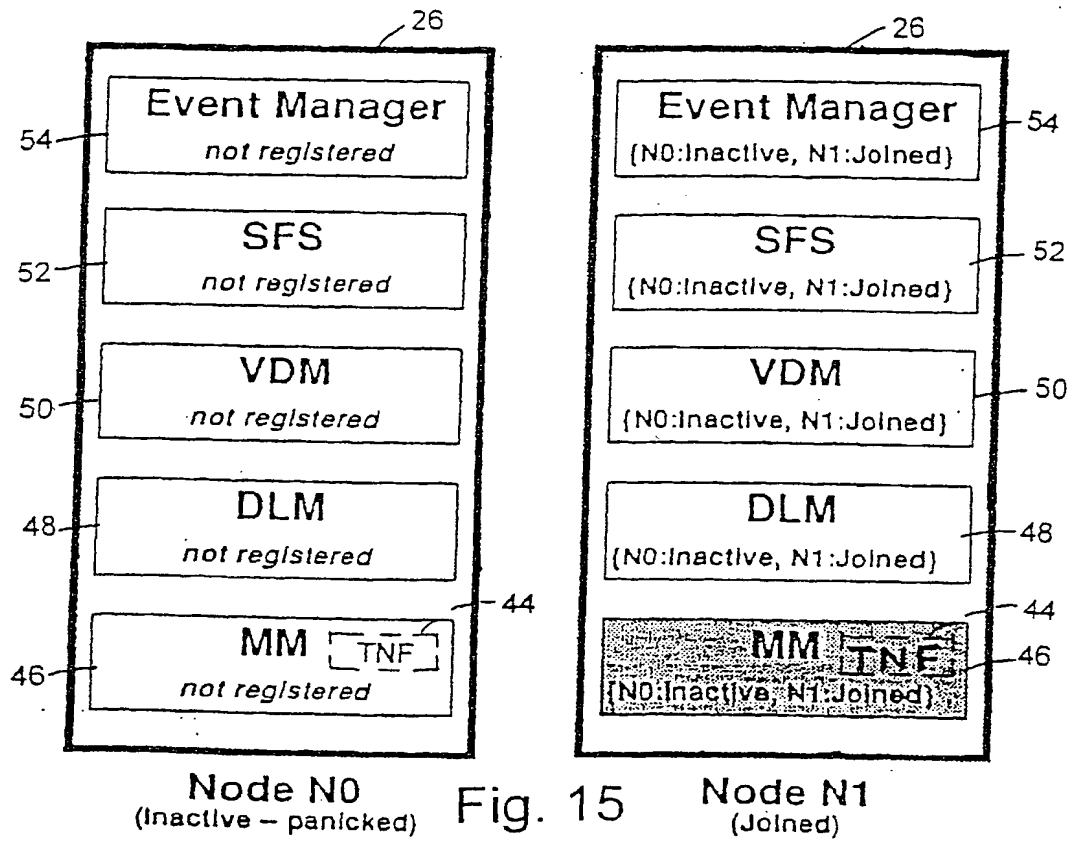 26
Event Manager
not registered
54
SFS
not registered
52
VDM
not registered
50
DLM
not registered
48
44
MM
TNF
not registered
46
Node N0
(Inactive – panicked)
26
Event Manager
{N0:Inactive, N1:Joined}
54
SFS
{N0:Inactive, N1:Joined}
52
VDM
{N0:Inactive, N1:Joined}
50
DLM
{N0:Inactive, N1:Joined}
48
44
MM
TNF
{N0:Inactive, N1:Joined}
46
Node N1
(Joined)
Fig. 15